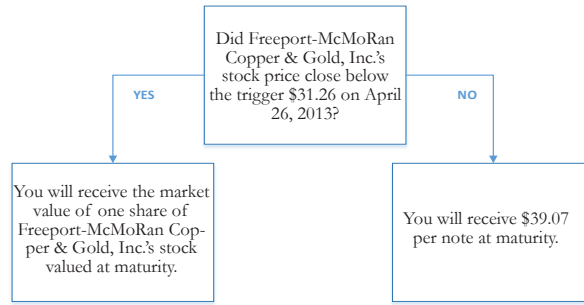 Did Freeport-McMoRan
Copper & Gold, Inc.'s
stock price close below
the trigger $31.26 on April
26, 2013?
YES
NO
You will receive the market
value of one share of
Freeport-McMoRan Cop-
per & Gold, Inc.'s stock
valued at maturity.
You will receive $39.07
per note at maturity.